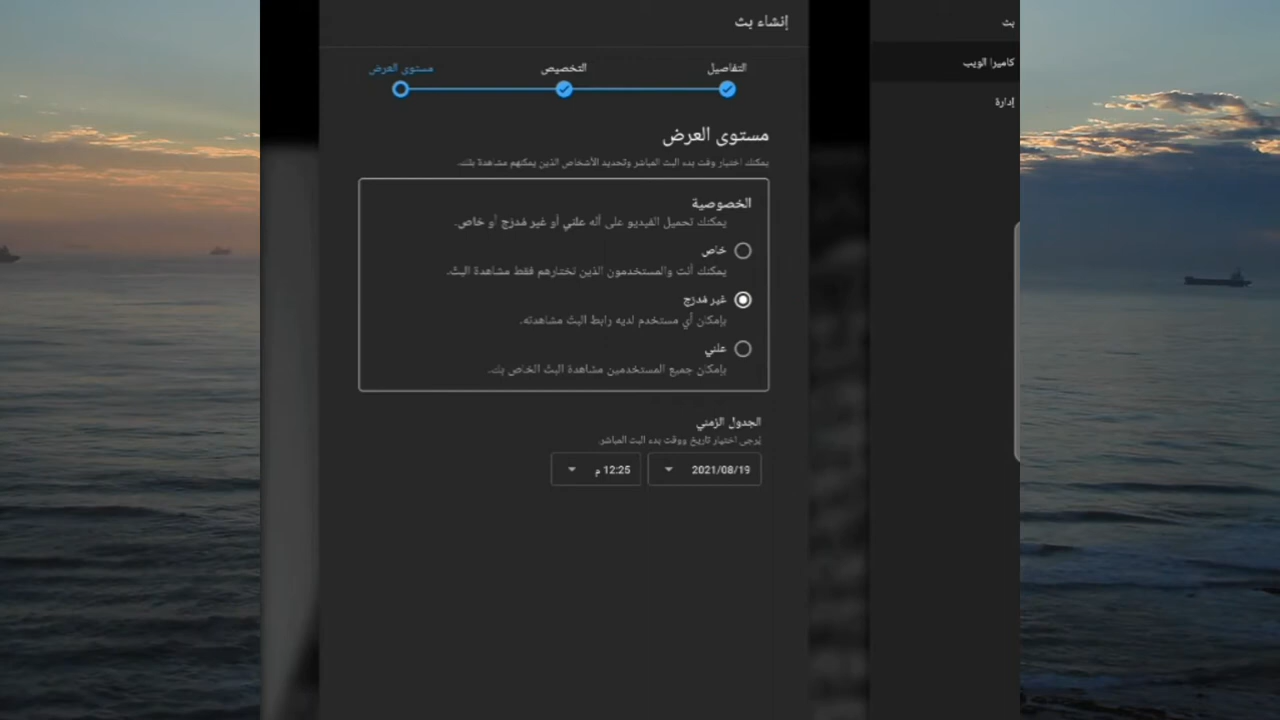 إنشاء بث
بث
كاميرا الويب
إدارة
التفاصيل
التخصيص
مستوى العرض
مستوى العرض
يمكنك اختيار وقت بدء البث المباشر وتحديد الأشخاص الذين يمكنهم مشاهدة بثك.
الخصوصية
يمكنك تحميل الفيديو على أنه علني أو غير مُدرَج أو خاص.
خاص
يمكنك أنت والمستخدمون الذين تختارهم فقط مشاهدة البثّ.
غير مُدرَج
بإمكان أي مستخدم لديه رابط البثّ مشاهدته.
علني
بإمكان جميع المستخدمين مشاهدة البثّ الخاص بك.
الجدول الزمني
يُرجى اختيار تاريخ ووقت بدء البث المباشر.
2021/08/19
12:25 م